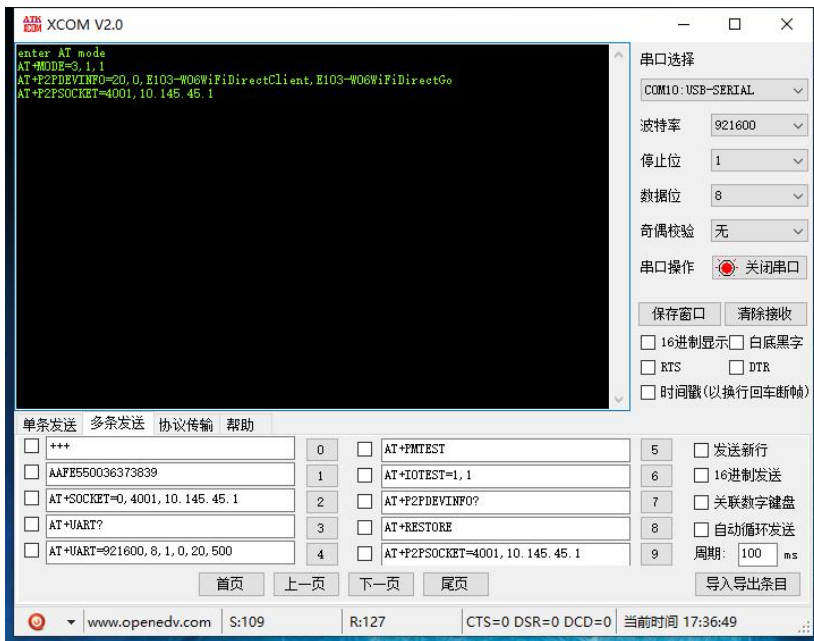 ATK XCOM XCOM V2.0
enter AT mode
AT+MODE=3,1,1
AT+P2PDEVINFO=20,0,E103-W06WiFiDirectClient,E103-W06WiFiDirectGo
AT+P2PSOCKET=4001,10.145.45.1
串口选择
COM10:USB-SERIAL
波特率 921600
停止位 1
数据位 8
奇偶校验 无
串口操作 关闭串口
保存窗口 清除接收
16进制显示 白底黑字
RTS DTR
时间戳(以换行回车断帧)
单条发送 多条发送 协议传输 帮助
+++ 0 AT+PMTEST 5 发送新行
AAFE550036373839 1 AT+IOTEST=1,1 6 16进制发送
AT+SOCKET=0,4001,10.145.45.1 2 AT+P2PDEVINFO? 7 关联数字键盘
AT+UART? 3 AT+RESTORE 8 自动循环发送
AT+UART=921600,8,1,0,20,500 4 AT+P2PSOCKET=4001,10.145.45.1 9 周期: 100 ms
首页 上一页 下一页 尾页 导入导出条目
www.openedv.com S:109 R:127 CTS=0 DSR=0 DCD=0 当前时间 17:36:49